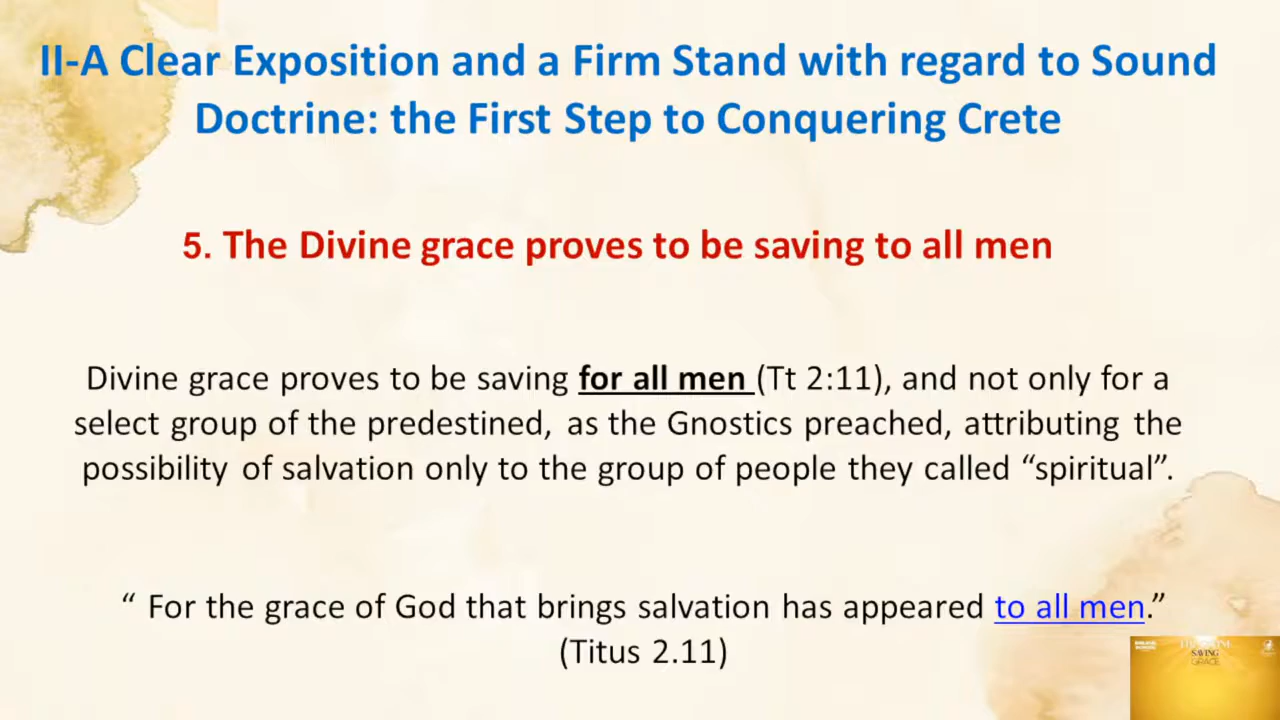 II-A Clear Exposition and a Firm Stand with regard to Sound
Doctrine: the First Step to Conquering Crete
5. The Divine grace proves to be saving to all men
Divine grace proves to be saving for all men (Tt 2:11), and not only for a
select group of the predestined, as the Gnostics preached, attributing the
possibility of salvation only to the group of people they called “spiritual”.
“ For the grace of God that brings salvation has appeared to all men.”
(Titus 2.11)
SAVING
GRACE